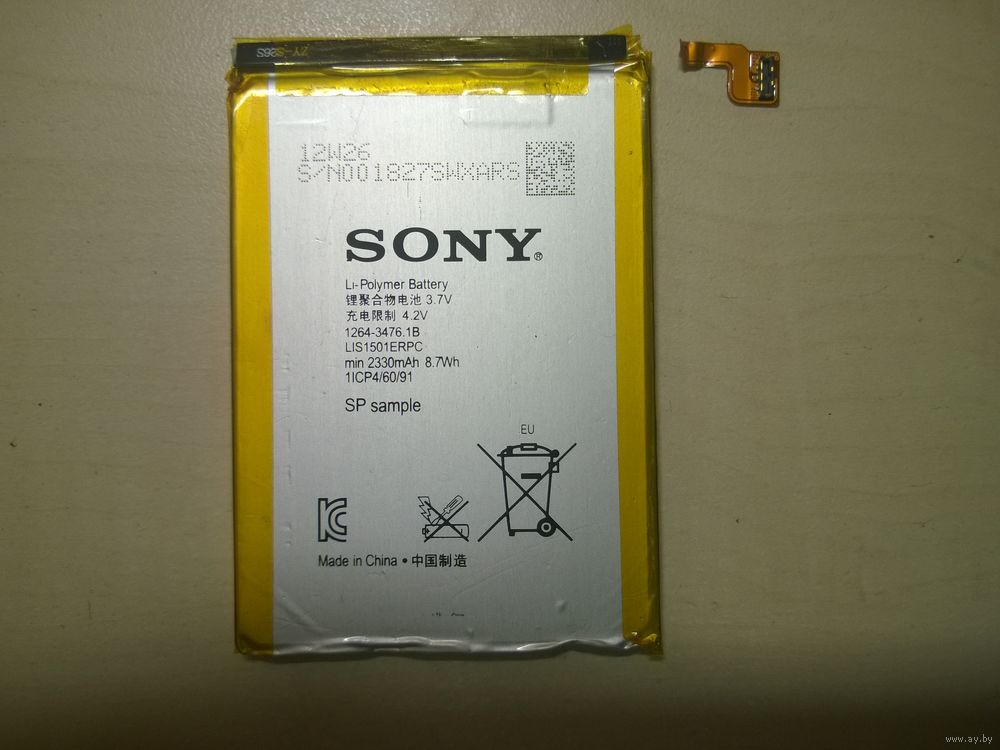 ZY-S26S
12W26
S/N001827SWXARS
SONY®
Li-Polymer Battery
锂聚合物电池 3.7V
充电限制 4.2V
1264-3476.1B
LIS1501ERPC
min 2330mAh 8.7Wh
1ICP4/60/91
SP sample
EU
Made in China • 中国制造
www.ay.by